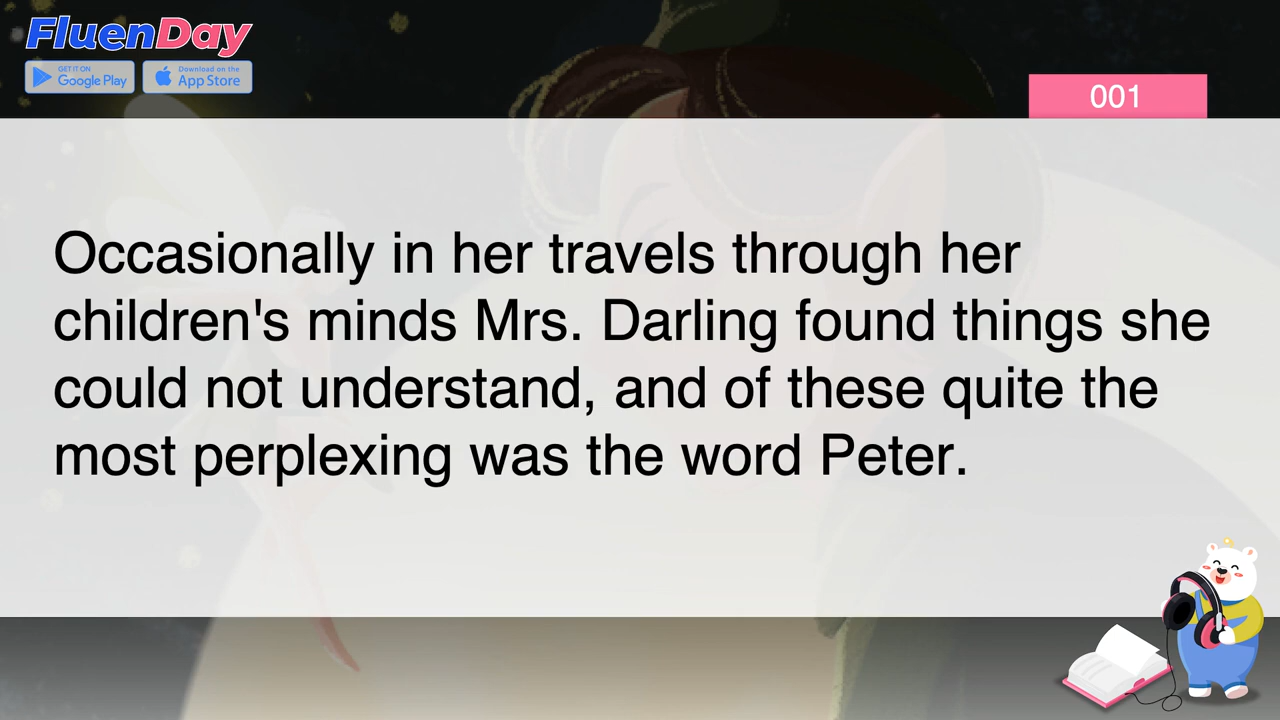 FluenDay
GET IT ON
Google Play
Download on the
App Store
001
Occasionally in her travels through her
children's minds Mrs. Darling found things she
could not understand, and of these quite the
most perplexing was the word Peter.